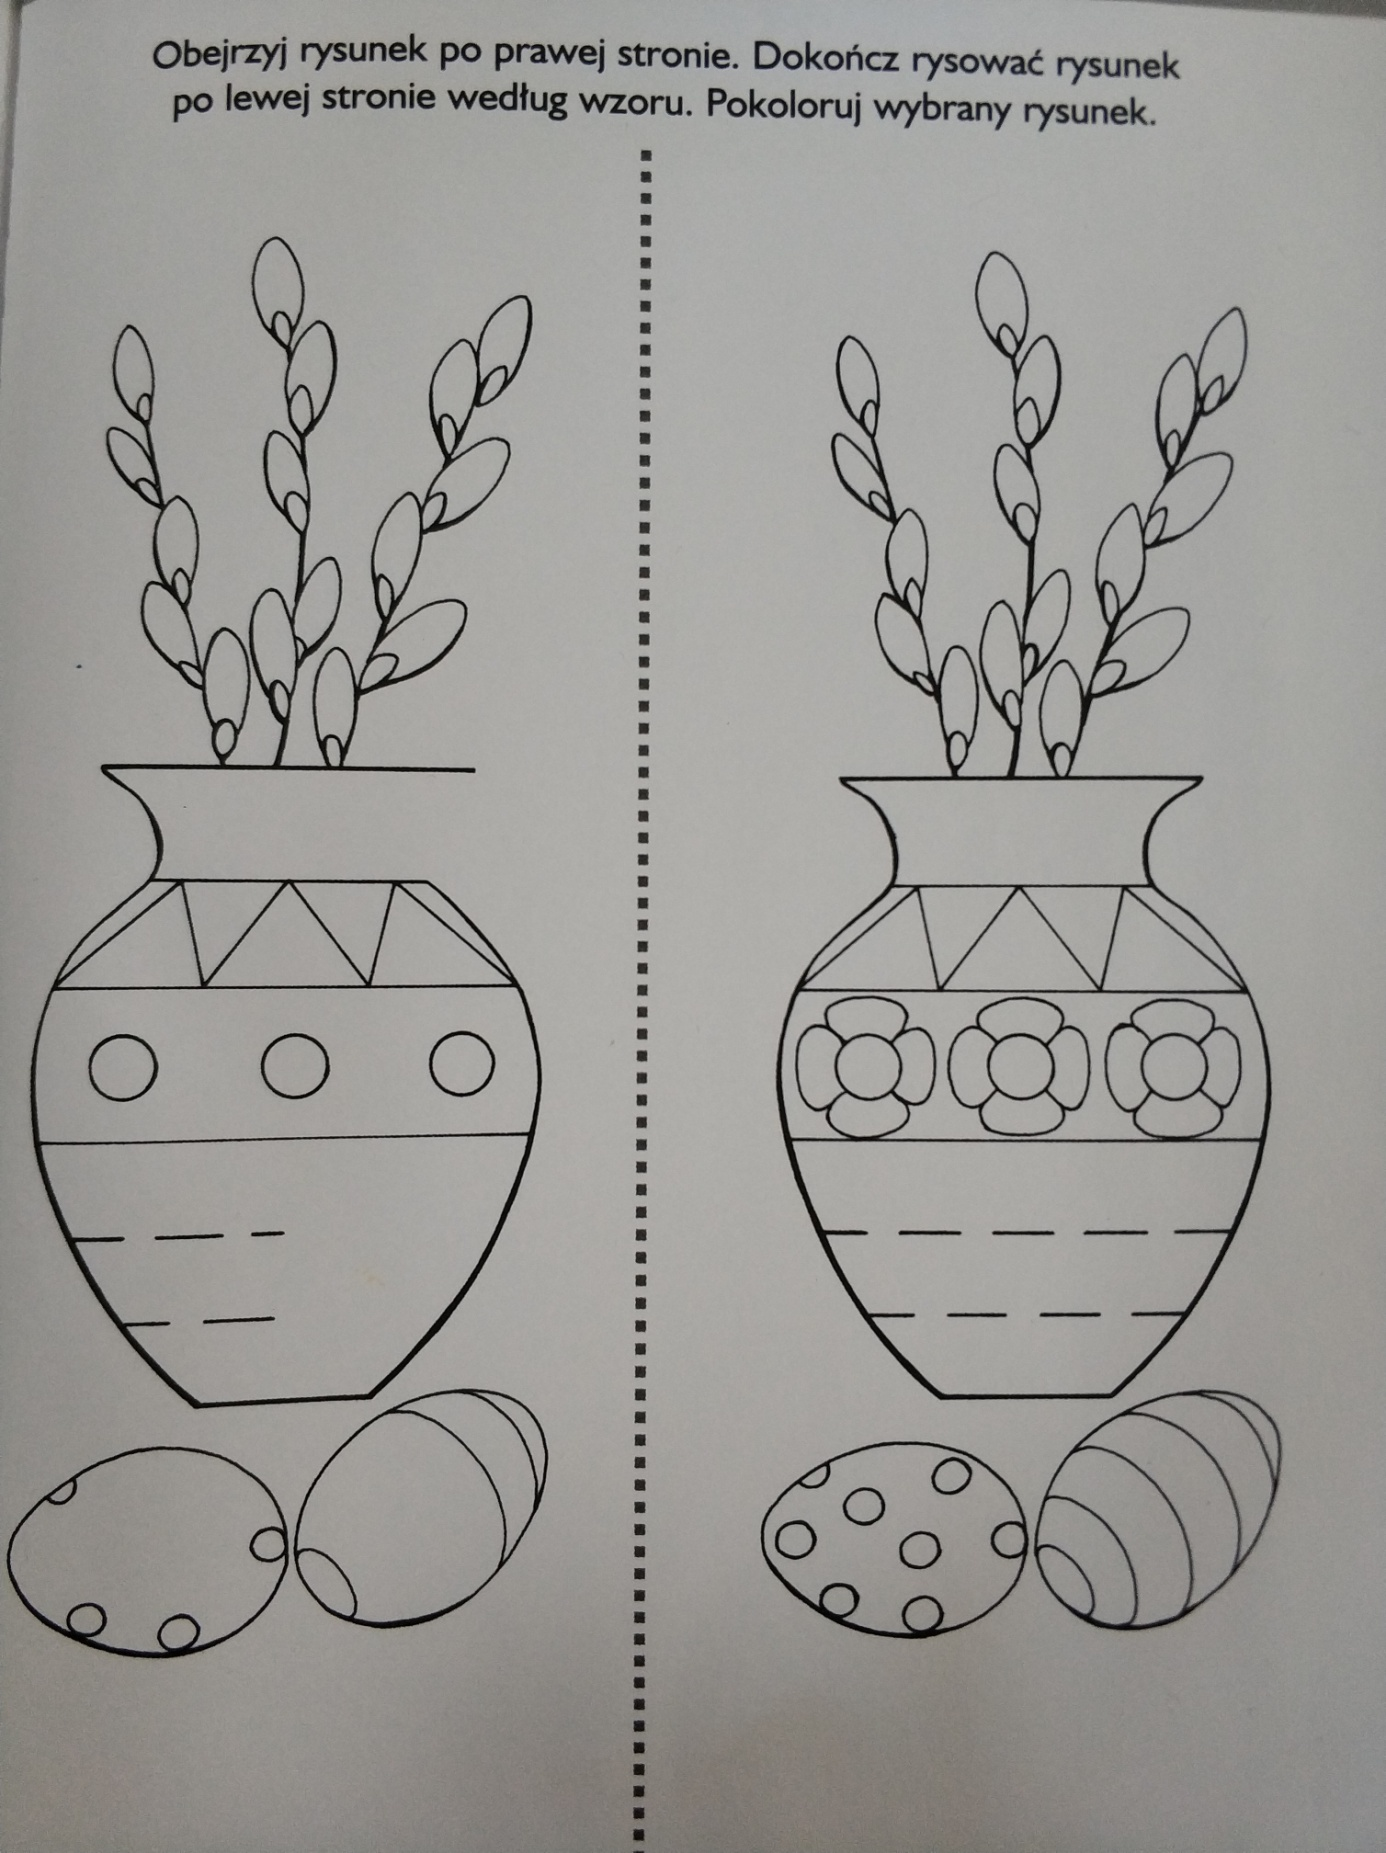 Obejrzyj rysunek po prawej stronie. Dokończ rysować rysunek
po lewej stronie według wzoru. Pokoloruj wybrany rysunek.